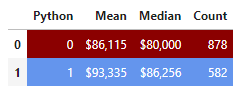 Python Mean Median Count
0 0 $86,115 $80,000 878
1 1 $93,335 $86,256 582